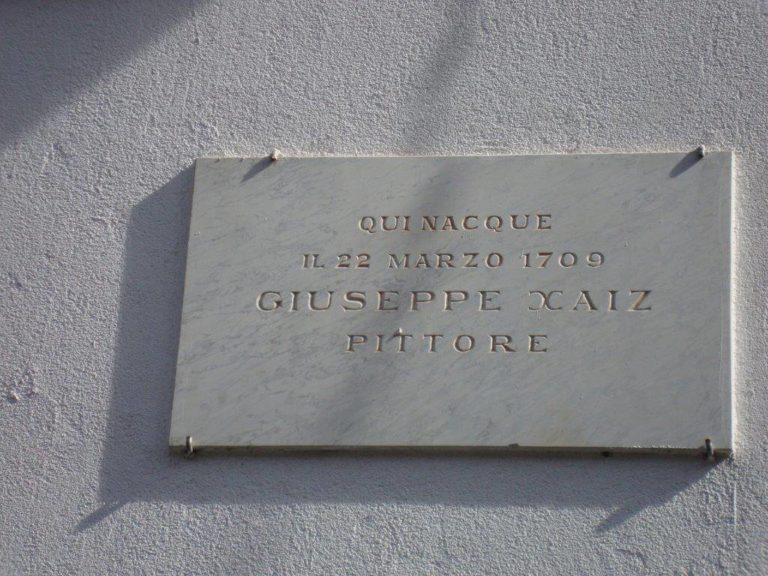 QUI NACQUE
IL 22 MARZO 1709
GIUSEPPE XAIZ
PITTORE